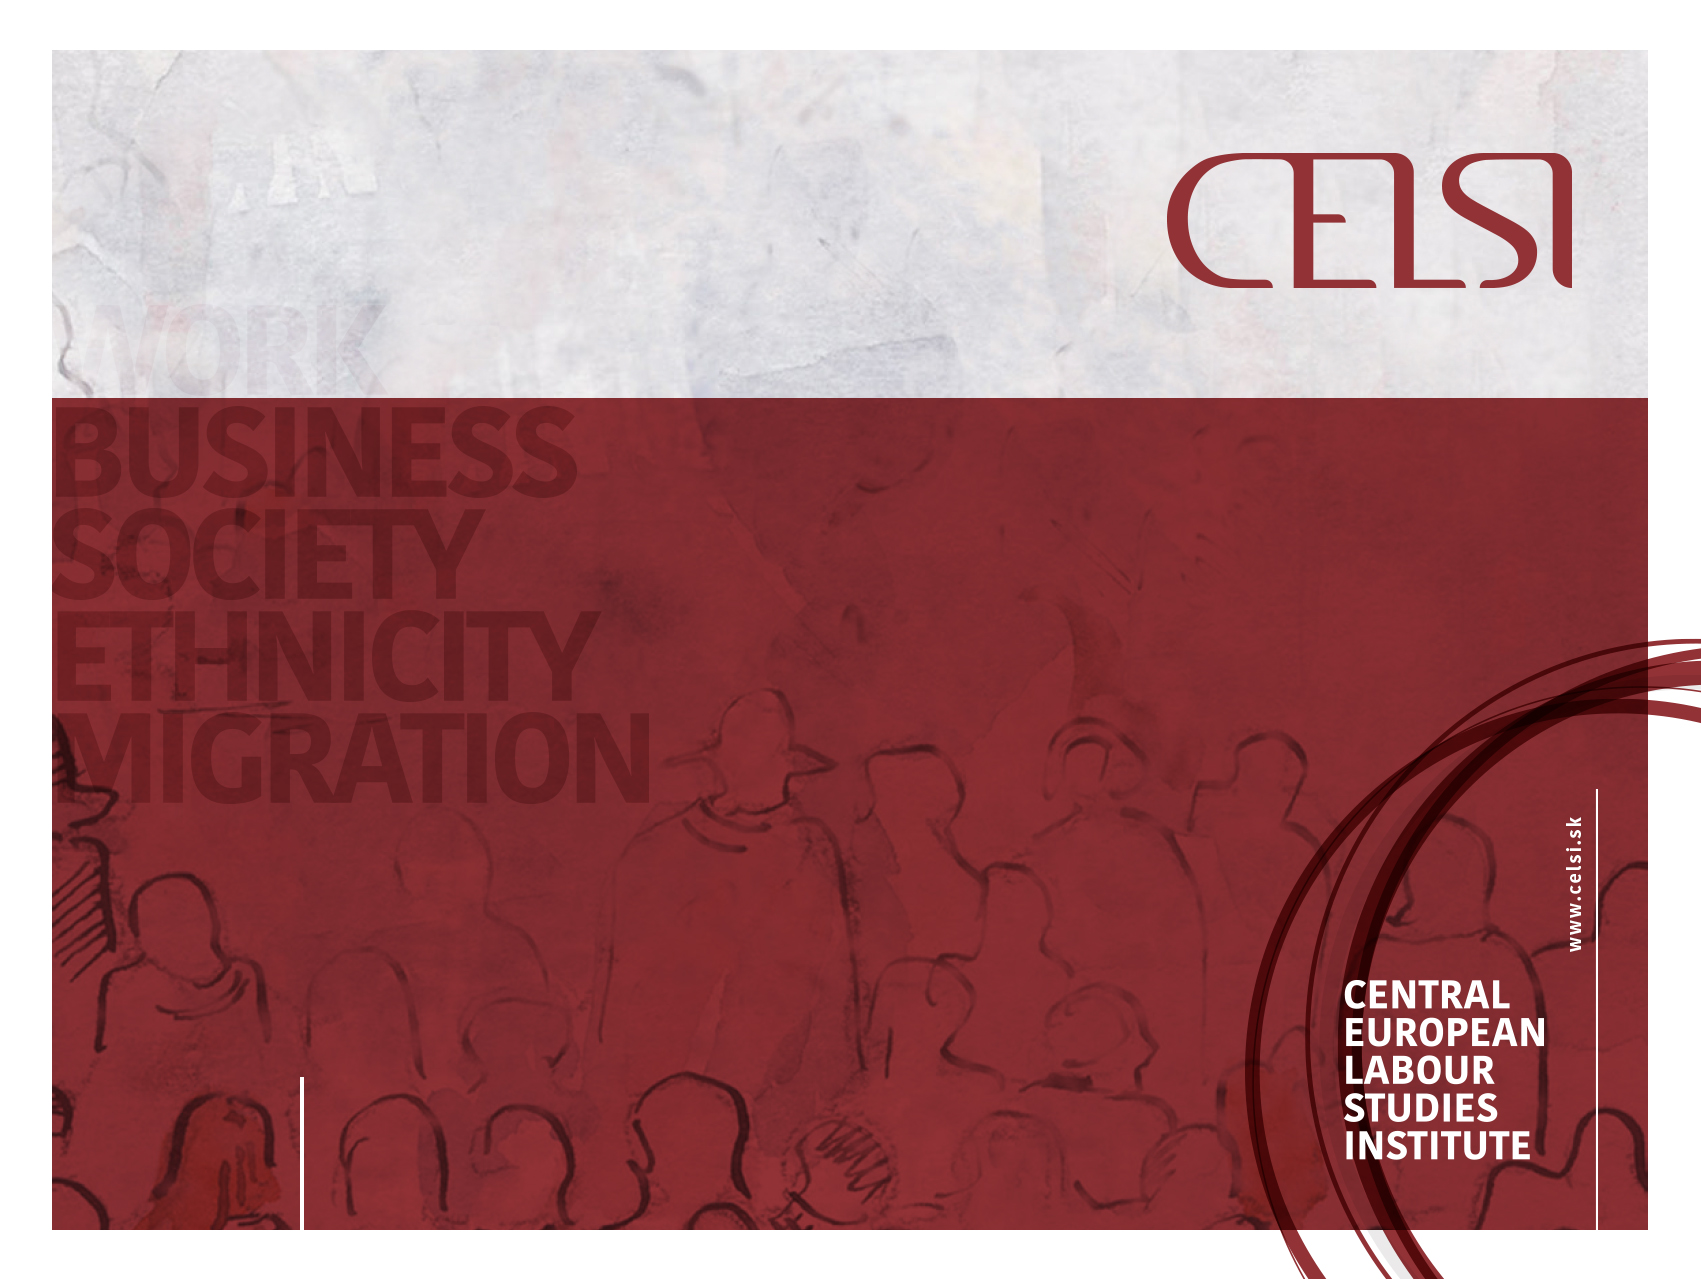 CELSI
WORK
BUSINESS
SOCIETY
ETHNICITY
MIGRATION
www.celsi.sk
CENTRAL
EUROPEAN
LABOUR
STUDIES
INSTITUTE